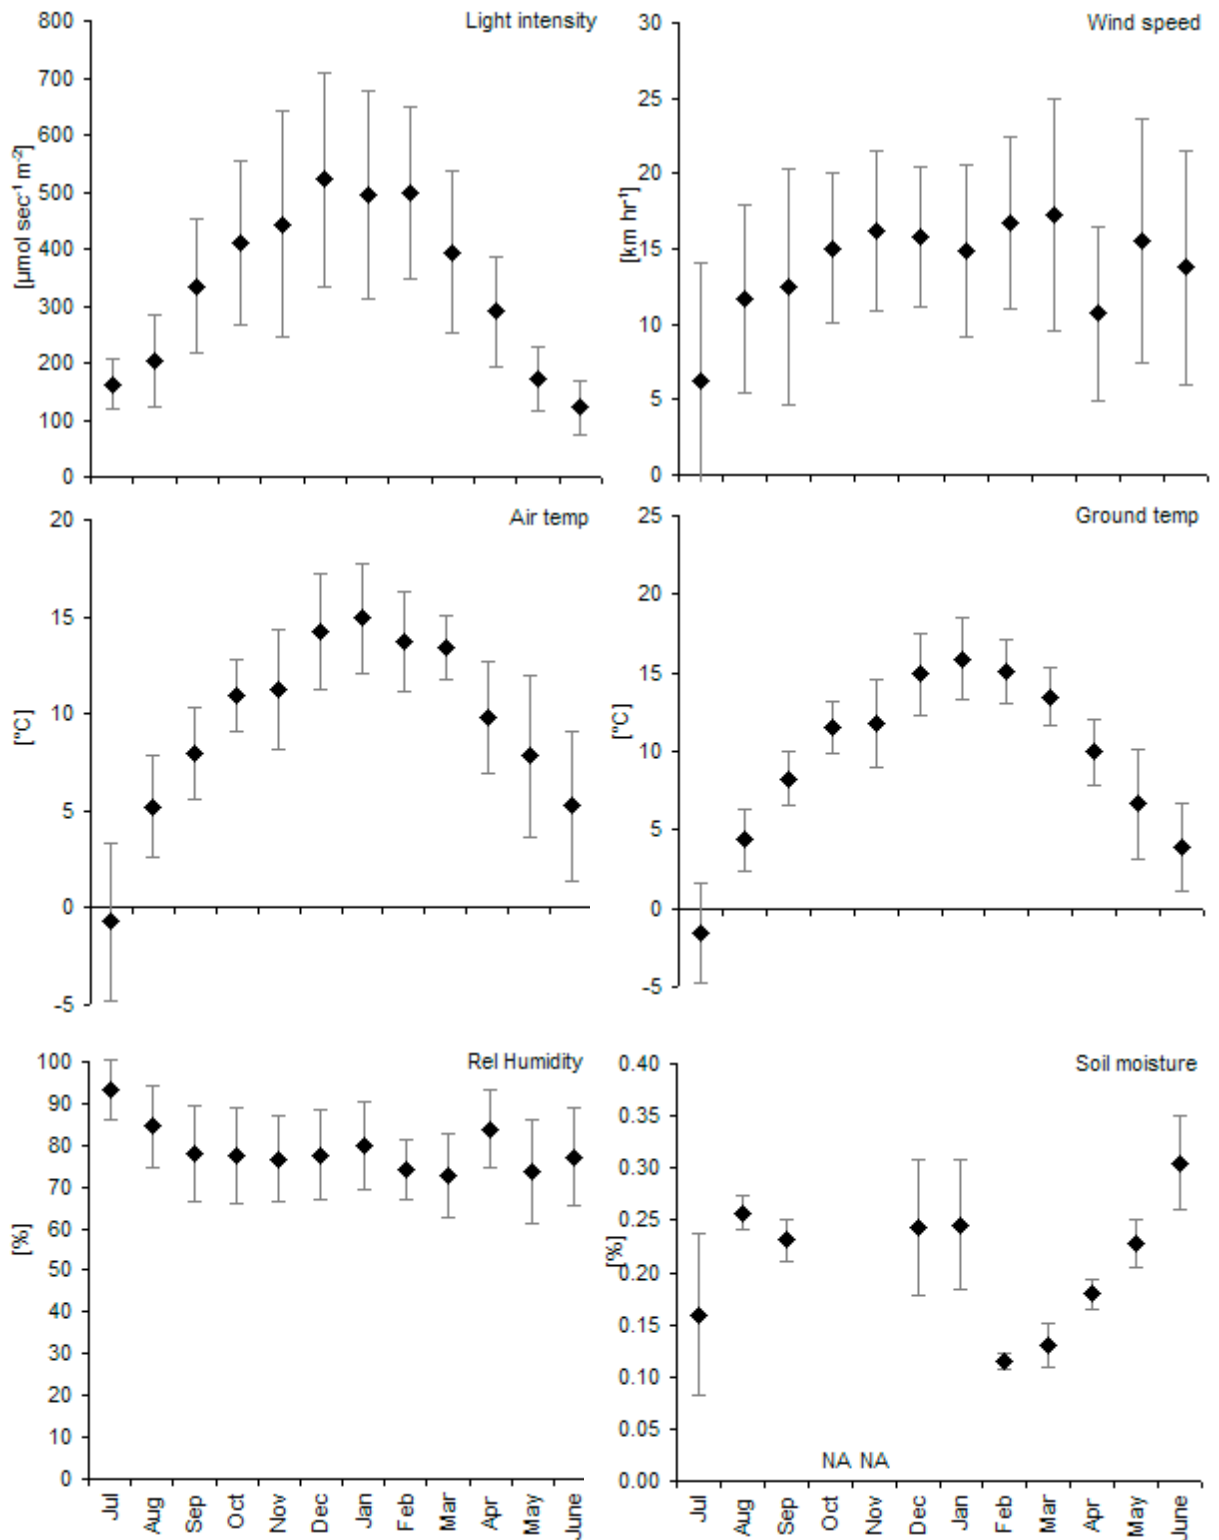 Light intensity
[µmol sec⁻¹ m⁻²]
800
700
600
500
400
300
200
100
0
Wind speed
[km hr⁻¹]
30
25
20
15
10
5
0
Air temp
[°C]
20
15
10
5
0
-5
Ground temp
[°C]
25
20
15
10
5
0
-5
Rel Humidity
[%]
100
90
80
70
60
50
40
30
20
10
0
Jul
Aug
Sep
Oct
Nov
Dec
Jan
Feb
Mar
Apr
May
June
Soil moisture
[%]
0.40
0.35
0.30
0.25
0.20
0.15
0.10
0.05
0.00
NA NA
Jul
Aug
Sep
Oct
Nov
Dec
Jan
Feb
Mar
Apr
May
June